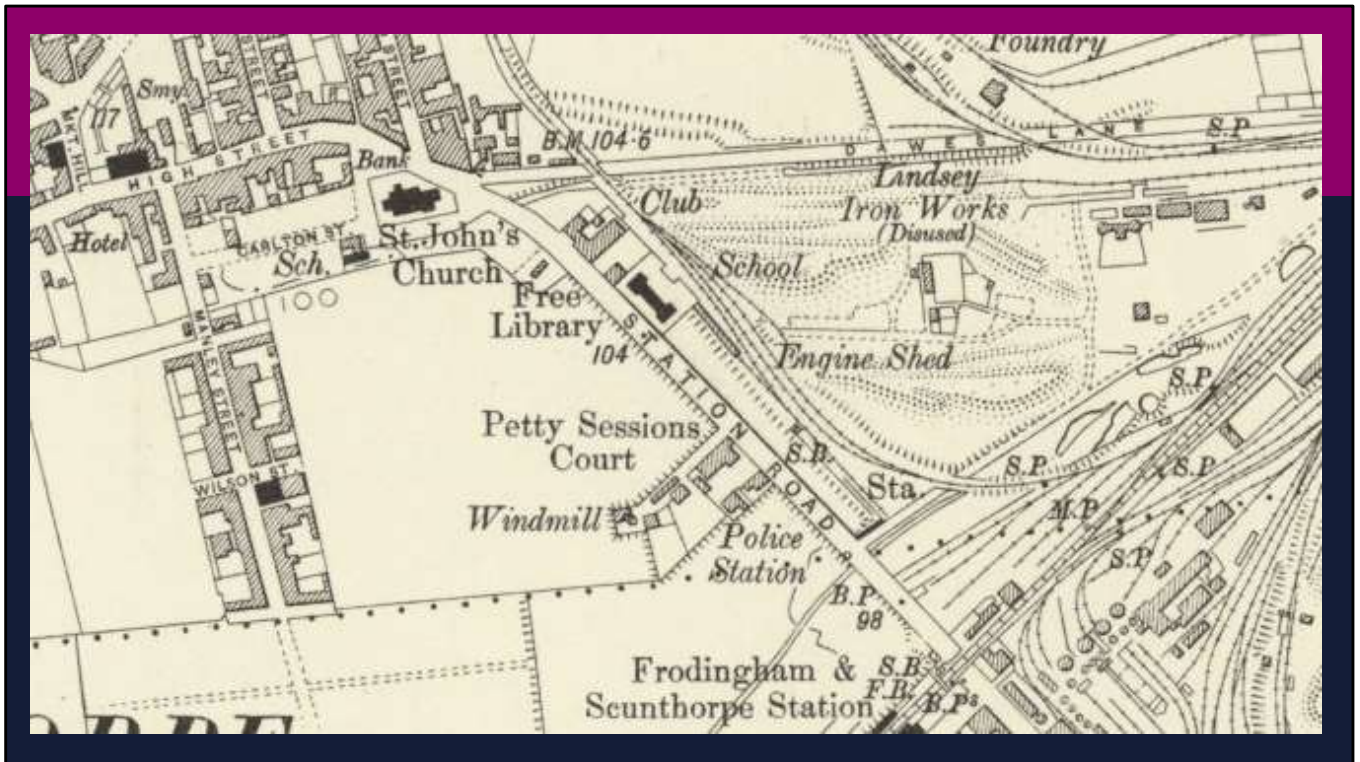 Foundry
STREET
STREET
Smy.
117
MKT. HILL
HIGH STREET
Bank
B.M.104·6
DAWES LANE
S.P
Lindsey
Iron Works
(Disused)
Club
Hotel
CARLTON ST.
Sch.
St. John's
Church
School
100
Free
Library
104
STATION ROAD
MANLEY STREET
Engine Shed
S.P.
Petty Sessions
Court
S.B.
S.P.
S.P
Sta.
WILSON ST.
M.P
Windmill
Police
Station
S.P
B.P
98
Frodingham &
Scunthorpe Station
S.B
F.B.
B.Ps